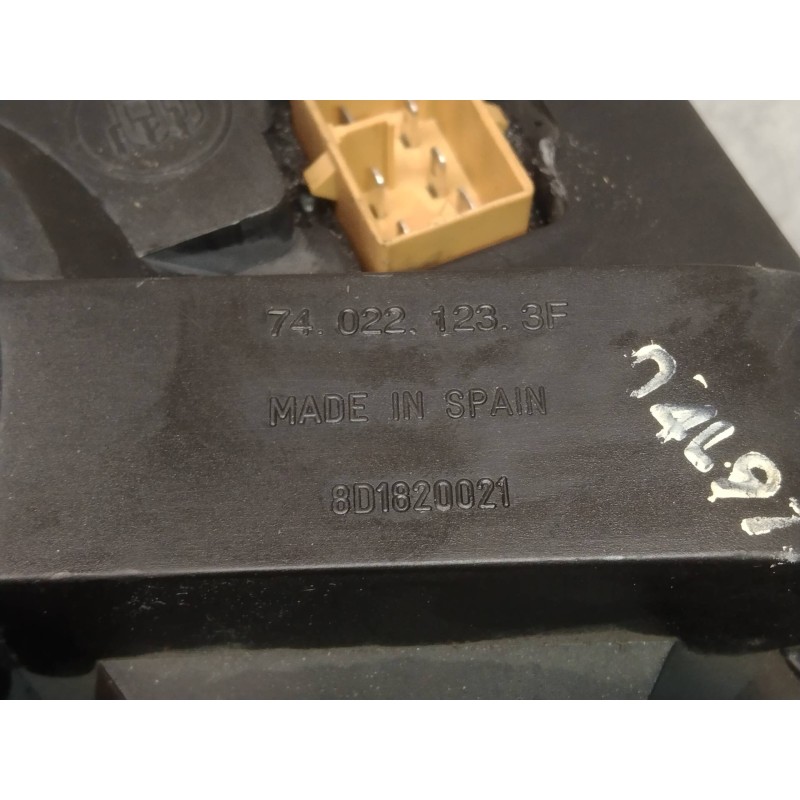 74. 022. 123. 3F
MADE IN SPAIN
8D1820021